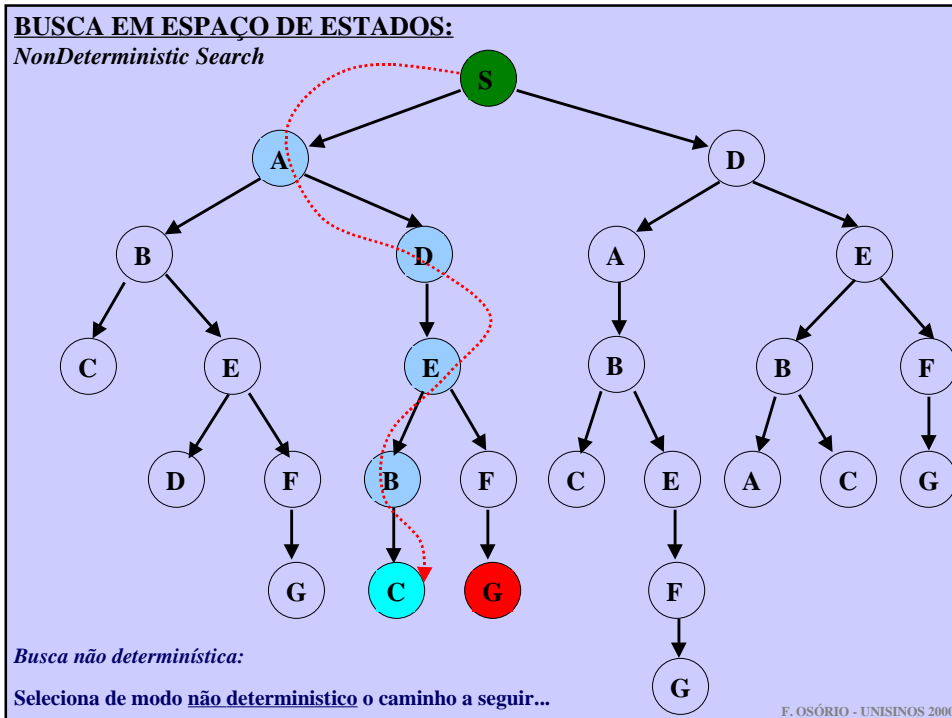 BUSCA EM ESPAÇO DE ESTADOS:
NonDeterministic Search
S
A
D
B
D
A
E
C
E
E
B
B
F
D
F
B
F
C
E
A
C
G
G
C
G
F
G
Busca não determinística:
Seleciona de modo não deterministico o caminho a seguir...
F. OSÓRIO - UNISINOS 2000